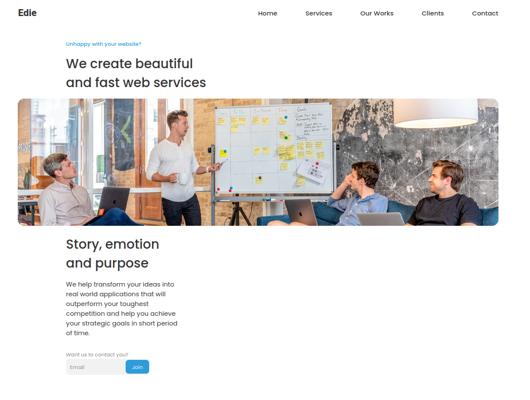 Edie
Home Services Our Works Clients Contact
Unhappy with your website?
We create beautiful
and fast web services
Story, emotion
and purpose
We help transform your ideas into
real world applications that will
outperform your toughest
competition and help you achieve
your strategic goals in short period
of time.
Want us to contact you?
Email
Join